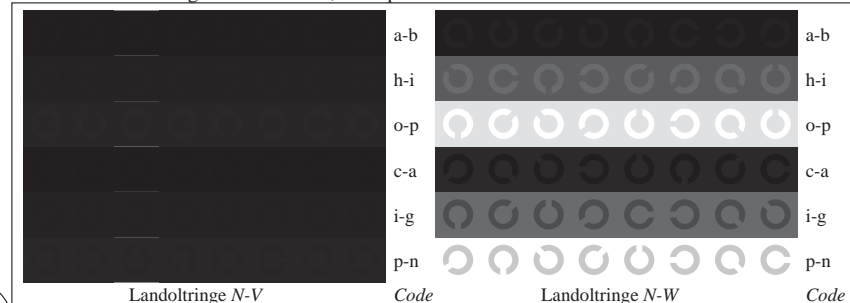 a-b a-b
h-i h-i
o-p o-p
c-a c-a
i-g i-g
p-n p-n
Landoltringe N-V Code Landoltringe N-W Code